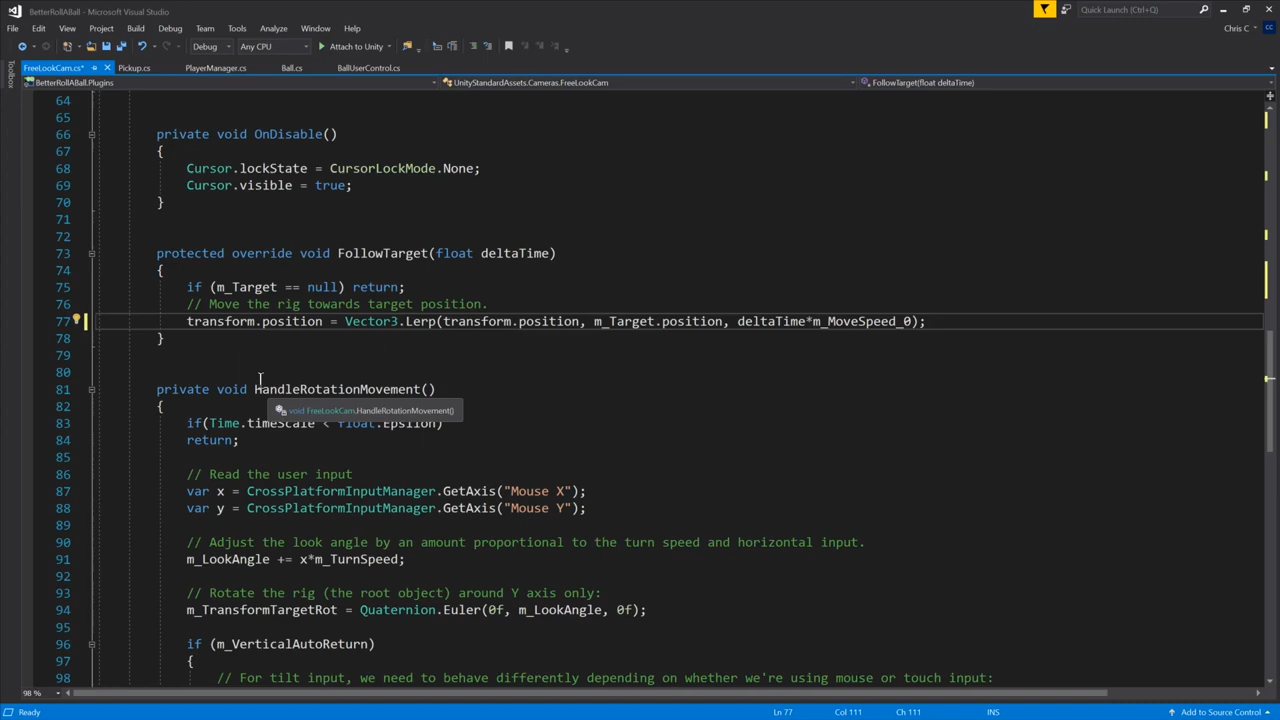 BetterRollABall - Microsoft Visual Studio
Quick Launch (Ctrl+Q)
File Edit View Project Build Debug Team Tools Analyze Window Help
Chris C
CC
Debug Any CPU Attach to Unity
FreeLookCam.cs* Pickup.cs PlayerManager.cs Ball.cs BallUserControl.cs
Toolbox
BetterRollABall.Plugins UnityStandardAssets.Cameras.FreeLookCam FollowTarget(float deltaTime)
64
65
66 private void OnDisable()
67 {
68 Cursor.lockState = CursorLockMode.None;
69 Cursor.visible = true;
70 }
71
72
73 protected override void FollowTarget(float deltaTime)
74 {
75 if (m_Target == null) return;
76 // Move the rig towards target position.
77 transform.position = Vector3.Lerp(transform.position, m_Target.position, deltaTime*m_MoveSpeed_0);
78 }
79
80
81 private void HandleRotationMovement()
82 {
void FreeLookCam.HandleRotationMovement()
83 if(Time.timeScale < float.Epsilon)
84 return;
85
86 // Read the user input
87 var x = CrossPlatformInputManager.GetAxis("Mouse X");
88 var y = CrossPlatformInputManager.GetAxis("Mouse Y");
89
90 // Adjust the look angle by an amount proportional to the turn speed and horizontal input.
91 m_LookAngle += x*m_TurnSpeed;
92
93 // Rotate the rig (the root object) around Y axis only:
94 m_TransformTargetRot = Quaternion.Euler(0f, m_LookAngle, 0f);
95
96 if (m_VerticalAutoReturn)
97 {
98 // For tilt input, we need to behave differently depending on whether we're using mouse or touch input:
98 %
Ready Ln 77 Col 111 Ch 111 INS Add to Source Control